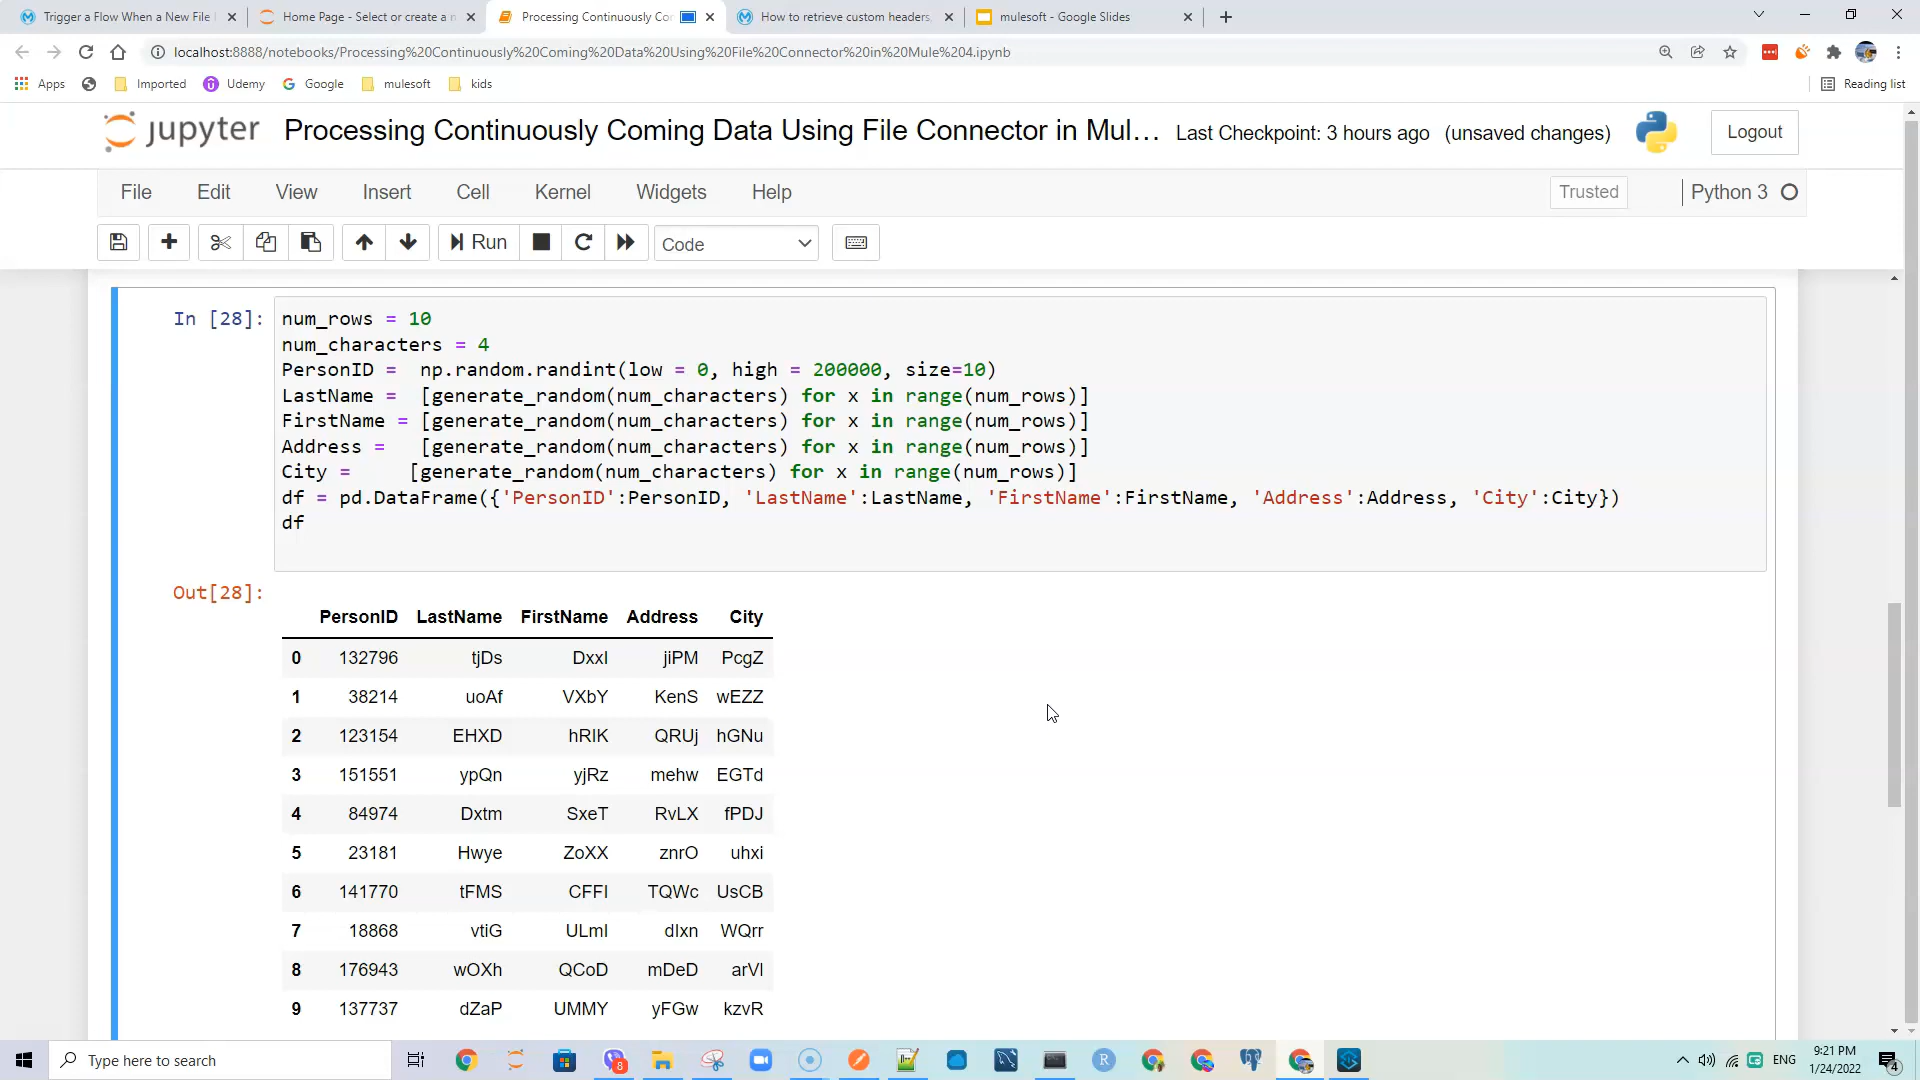 Trigger a Flow When a New File
Home Page - Select or create a n
Processing Continuously Co
How to retrieve custom headers,
mulesoft - Google Slides
localhost:8888/notebooks/Processing%20Continuously%20Coming%20Data%20Using%20File%20Connector%20in%20Mule%204.ipynb
Apps
Imported
Udemy
Google
mulesoft
kids
Reading list
jupyter Processing Continuously Coming Data Using File Connector in Mul... Last Checkpoint: 3 hours ago (unsaved changes) Logout
File Edit View Insert Cell Kernel Widgets Help Trusted Python 3
Run Code
In [28]:
num_rows = 10
num_characters = 4
PersonID = np.random.randint(low = 0, high = 200000, size=10)
LastName = [generate_random(num_characters) for x in range(num_rows)]
FirstName = [generate_random(num_characters) for x in range(num_rows)]
Address = [generate_random(num_characters) for x in range(num_rows)]
City = [generate_random(num_characters) for x in range(num_rows)]
df = pd.DataFrame({'PersonID':PersonID, 'LastName':LastName, 'FirstName':FirstName, 'Address':Address, 'City':City})
df
Out[28]:
PersonID LastName FirstName Address City
0 132796 tjDs DxxI jiPM PcgZ
1 38214 uoAf VXbY KenS wEZZ
2 123154 EHXD hRIK QRUj hGNu
3 151551 ypQn yjRz mehw EGTd
4 84974 Dxtm SxeT RvLX fPDJ
5 23181 Hwye ZoXX znrO uhxi
6 141770 tFMS CFFI TQWc UsCB
7 18868 vtiG ULmI dIxn WQrr
8 176943 wOXh QCoD mDeD arVl
9 137737 dZaP UMMY yFGw kzvR
Type here to search
8
R
ENG
9:21 PM
1/24/2022
4